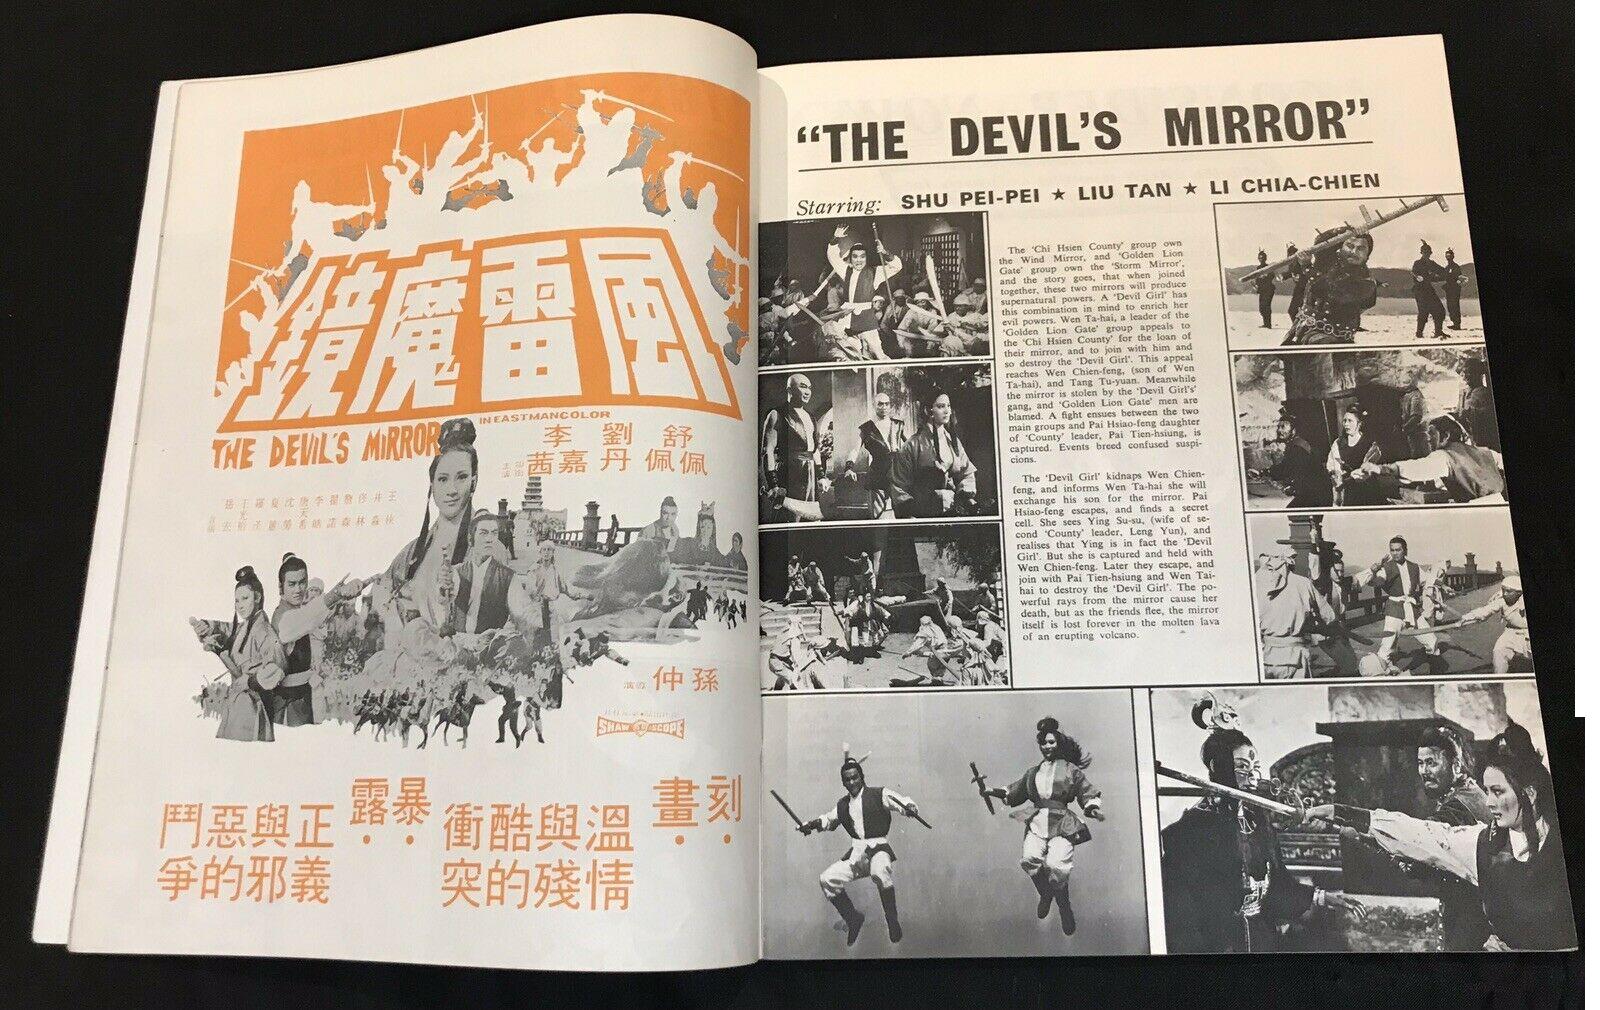 風雷魔鏡
IN EASTMANCOLOR
THE DEVIL'S MIRROR
舒佩佩
劉丹
李嘉茜
孫仲
導演
SHAW SCOPE
刻畫:
溫情與殘酷的衝突
暴露:
正義與邪惡的鬥爭
"THE DEVIL'S MIRROR"
Starring: SHU PEI-PEI ★ LIU TAN ★ LI CHIA-CHIEN
The 'Chi Hsien County' group own
the Wind Mirror, and 'Golden Lion
Gate' group own the 'Storm Mirror',
and the story goes, that when joined
together, these two mirrors will produce
supernatural powers. A 'Devil Girl' has
this combination in mind to enrich her
evil powers. Wen Ta-hai, a leader of the
'Golden Lion Gate' group appeals to
the 'Chi Hsien County' for the loan of
their mirror, and to join with him and
so destroy the 'Devil Girl'. This appeal
reaches Wen Chien-feng, (son of Wen
Ta-hai), and Tang Tu-yuan. Meanwhile
the mirror is stolen by the 'Devil Girl's'
gang, and 'Golden Lion Gate' men are
blamed. A fight ensues between the two
main groups and Pai Hsiao-feng daughter
of 'County' leader, Pai Tien-hsiung, is
captured. Events breed confused suspi-
cions.
The 'Devil Girl' kidnaps Wen Chien-
feng, and informs Wen Ta-hai she will
exchange his son for the mirror. Pai
Hsiao-feng escapes, and finds a secret
cell. She sees Ying Su-su, (wife of se-
cond 'County' leader, Leng Yun), and
realises that Ying is in fact the 'Devil
Girl'. But she is captured and held with
Wen Chien-feng. Later they escape, and
join with Pai Tien-hsiung and Wen Tai-
hai to destroy the 'Devil Girl'. The po-
werful rays from the mirror cause her
death, but as the friends flee, the mirror
itself is lost forever in the molten lava
of an erupting volcano.